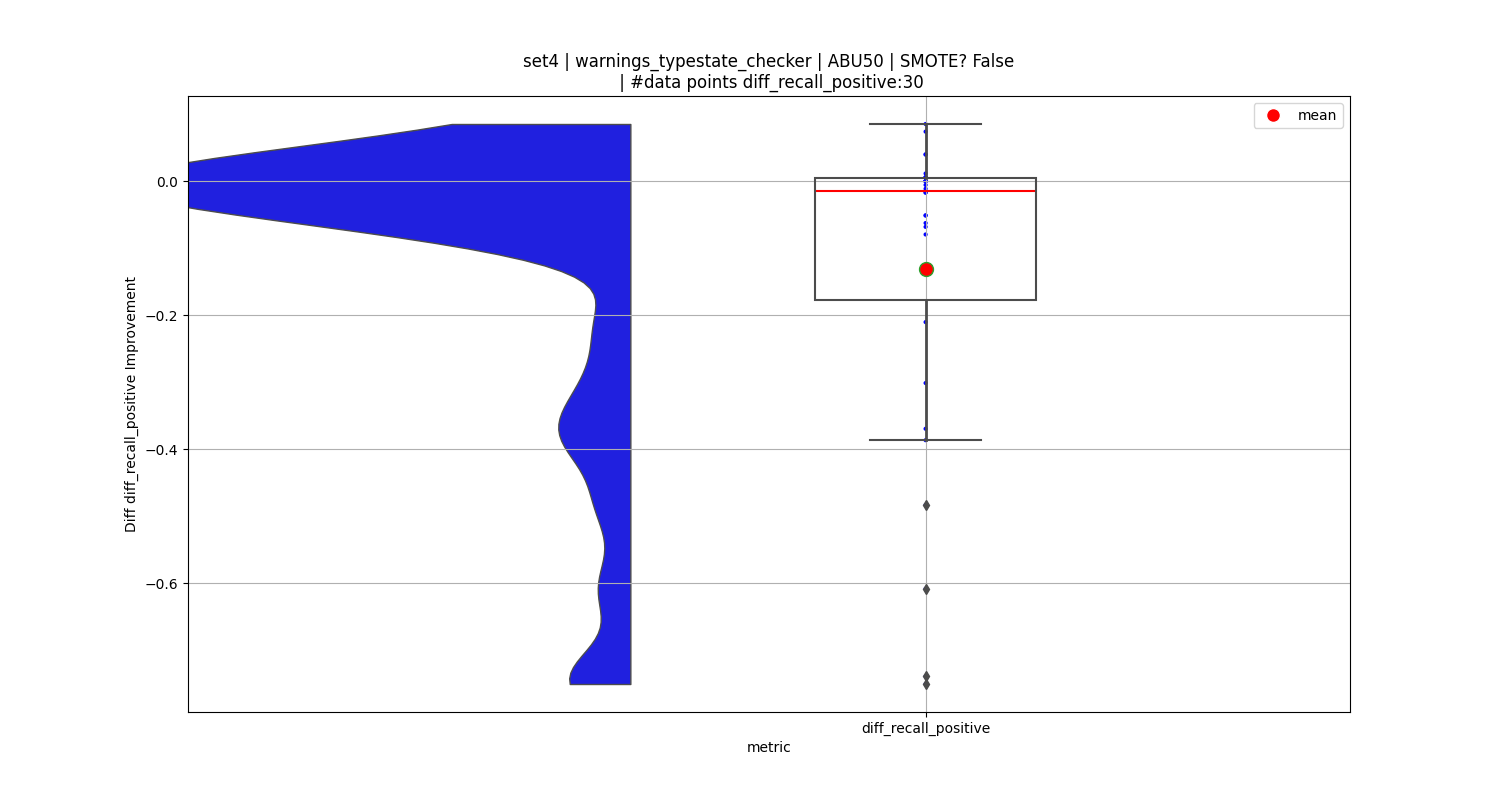 set4 | warnings_typestate_checker | ABU50 | SMOTE? False
| #data points diff_recall_positive:30
mean
0.0
−0.2
−0.4
−0.6
Diff diff_recall_positive Improvement
diff_recall_positive
metric